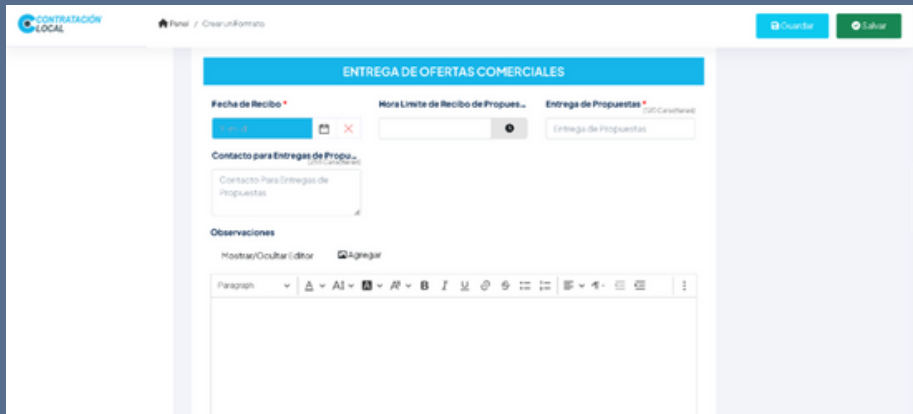 CONTRATACIÓN
LOCAL
Panel / Crear un Formato
Guardar
Salvar
ENTREGA DE OFERTAS COMERCIALES
Fecha de Recibo *
Hora Limite de Recibo de Propues...
Entrega de Propuestas *
Entrega de Propuestas
Contacto para Entregas de Propu...
Contacto Para Entregas de
Propuestas
Observaciones
Mostrar/Ocultar Editor
Agregar
Paragraph